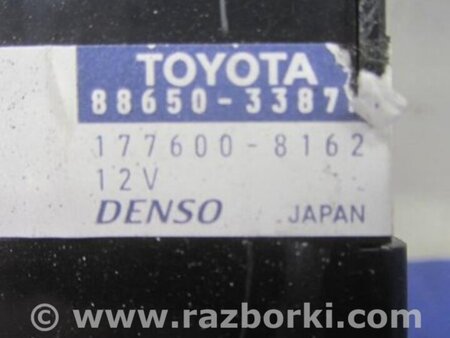 TOYOTA
88650-3387
177600-8162
12V
DENSO JAPAN
© www.razborki.com